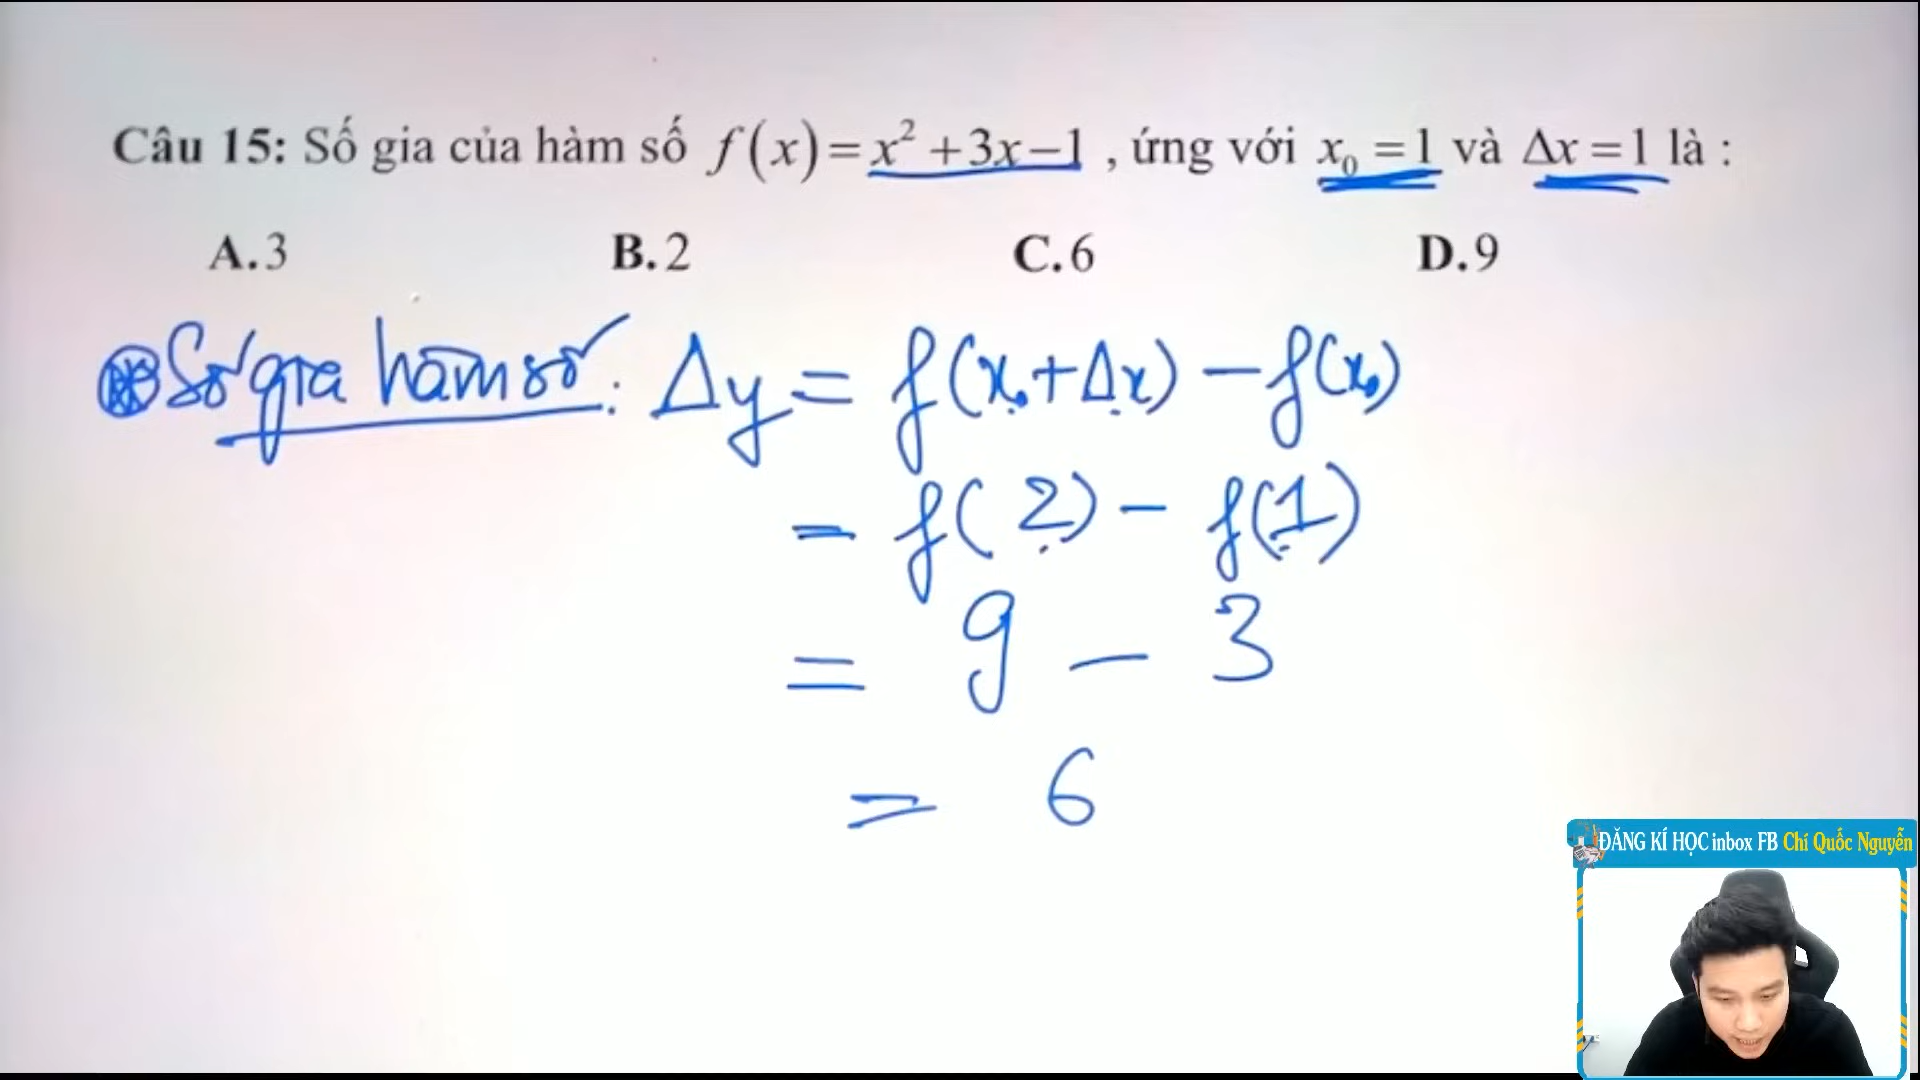 Câu 15: Số gia của hàm số f(x)=x²+3x−1 , ứng với x₀ =1 và Δx =1 là :
A.3 B.2 C.6 D.9
Số gia hàm số: Δy = f(x₀+Δx) − f(x₀)
= f(2) − f(1)
= 9 − 3
= 6
ĐĂNG KÍ HỌC inbox FB Chí Quốc Nguyễn